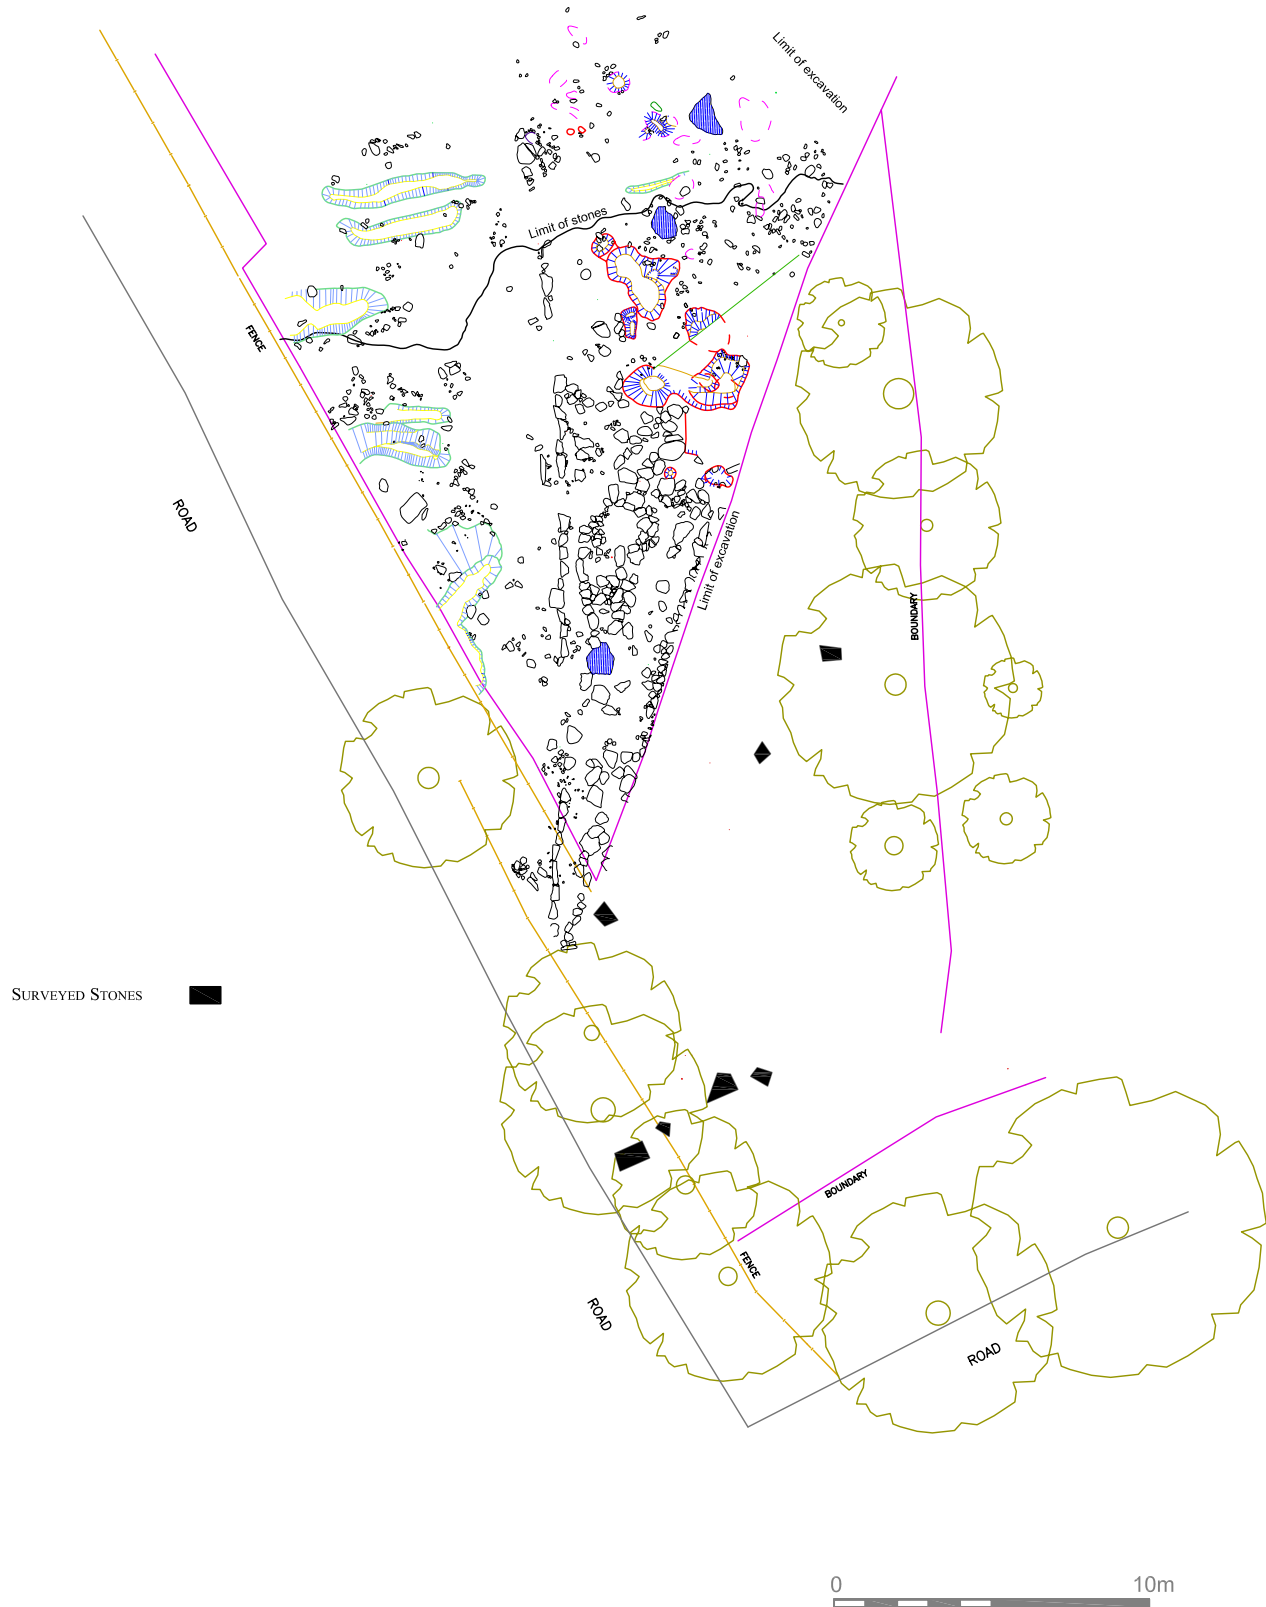 Limit of excavation
Limit of stones
FENCE
ROAD
Limit of excavation
BOUNDARY
SURVEYED STONES
BOUNDARY
FENCE
ROAD
ROAD
0 10m